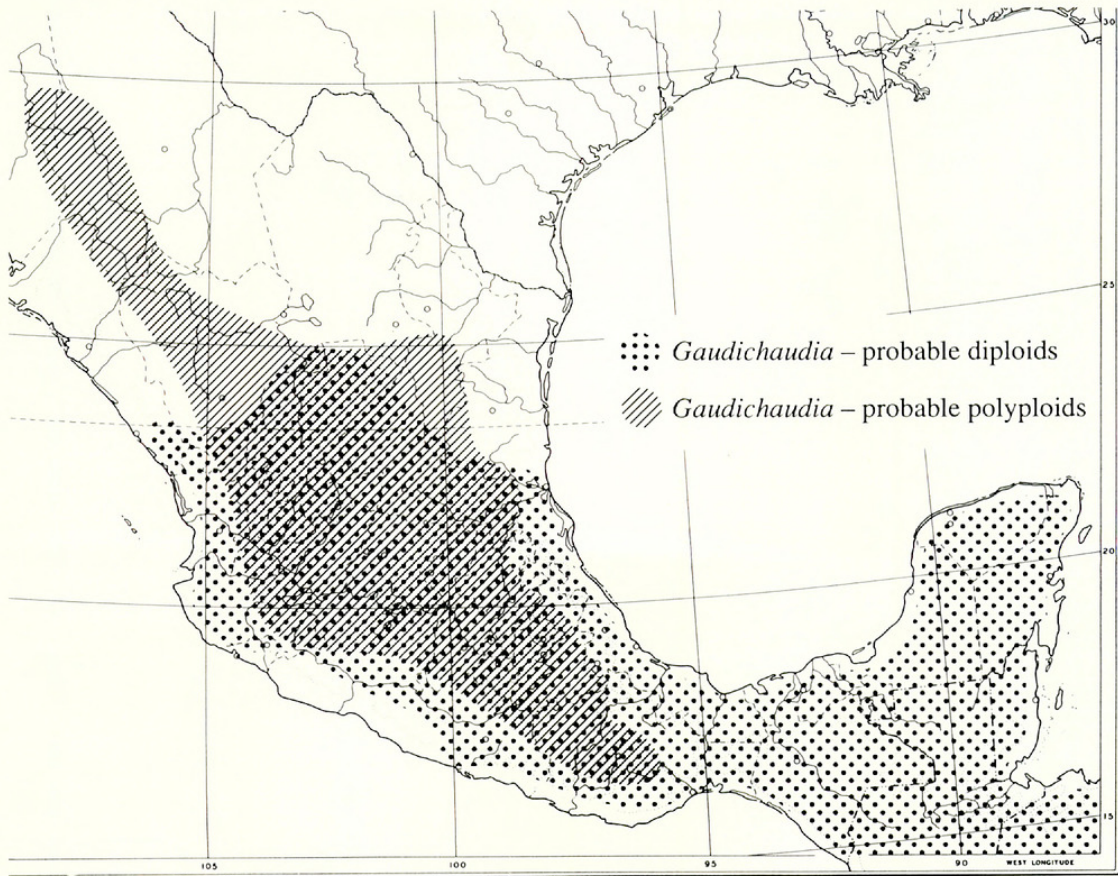 30
25
Gaudichaudia – probable diploids
Gaudichaudia – probable polyploids
20
15
105
100
95
90
WEST LONGITUDE